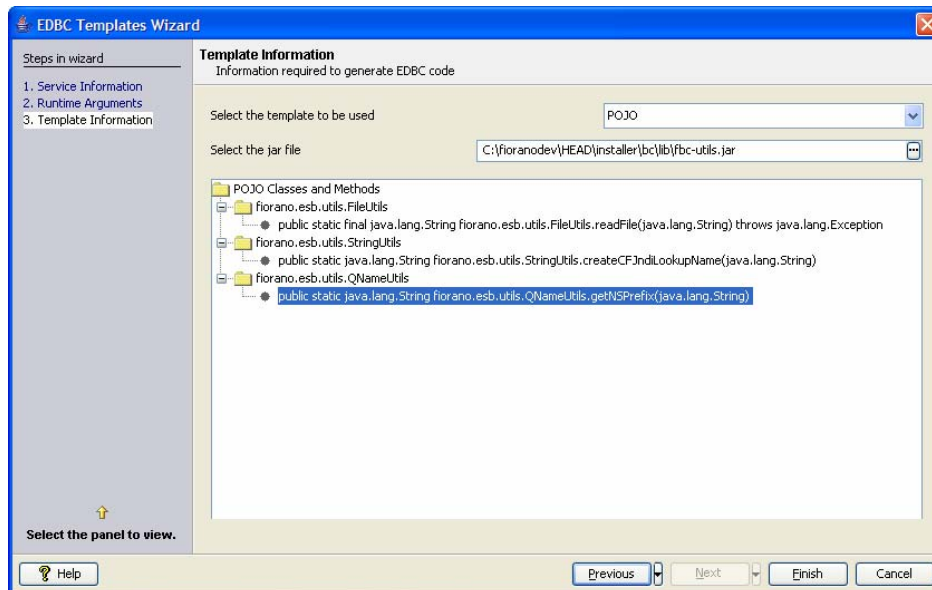 EDBC Templates Wizard
Steps in wizard
1. Service Information
2. Runtime Arguments
3. Template Information
Select the panel to view.
Template Information
Information required to generate EDBC code
Select the template to be used
POJO
Select the jar file
C:\fioranodev\HEAD\installer\bc\lib\fbc-utils.jar
...
POJO Classes and Methods
fiorano.esb.utils.FileUtils
public static final java.lang.String fiorano.esb.utils.FileUtils.readFile(java.lang.String) throws java.lang.Exception
fiorano.esb.utils.StringUtils
public static java.lang.String fiorano.esb.utils.StringUtils.createCFJndiLookupName(java.lang.String)
fiorano.esb.utils.QNameUtils
public static java.lang.String fiorano.esb.utils.QNameUtils.getNSPrefix(java.lang.String)
? Help
Previous
Next
Finish
Cancel